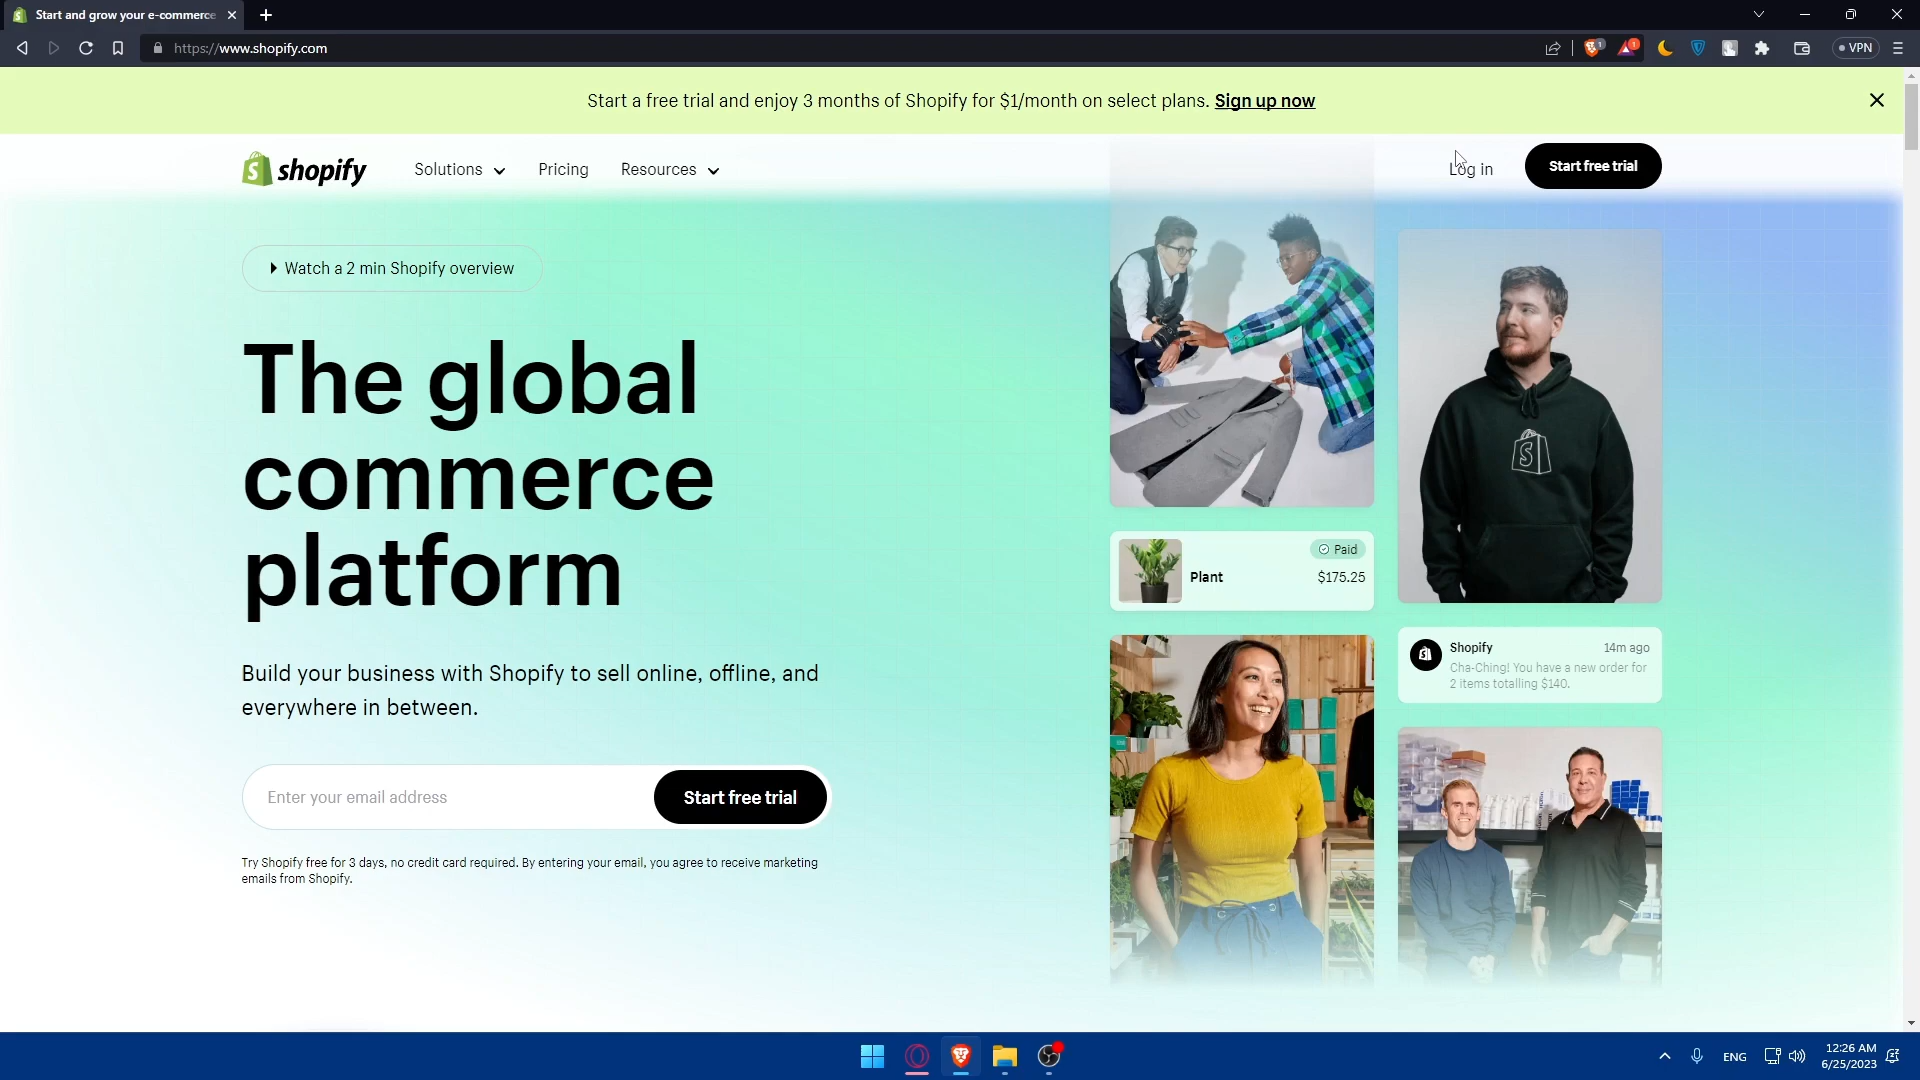 Start and grow your e-commerce
https://www.shopify.com
1
1
VPN
Start a free trial and enjoy 3 months of Shopify for $1/month on select plans. Sign up now
shopify
Solutions
Pricing
Resources
Log in
Start free trial
Watch a 2 min Shopify overview
The global
commerce
platform
Build your business with Shopify to sell online, offline, and
everywhere in between.
Enter your email address
Start free trial
Try Shopify free for 3 days, no credit card required. By entering your email, you agree to receive marketing
emails from Shopify.
Paid
Plant
$175.25
Shopify
14m ago
Cha-Ching! You have a new order for
2 items totalling $140.
ENG
12:26 AM
6/25/2023